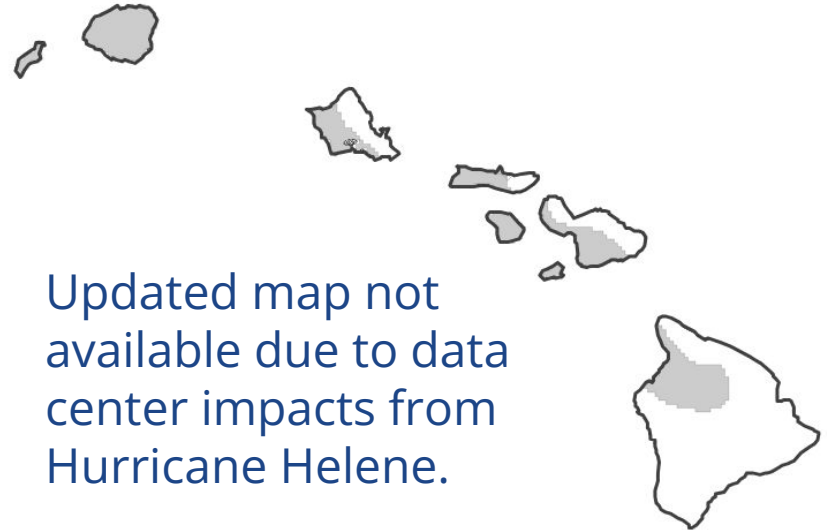 Updated map not
available due to data
center impacts from
Hurricane Helene.